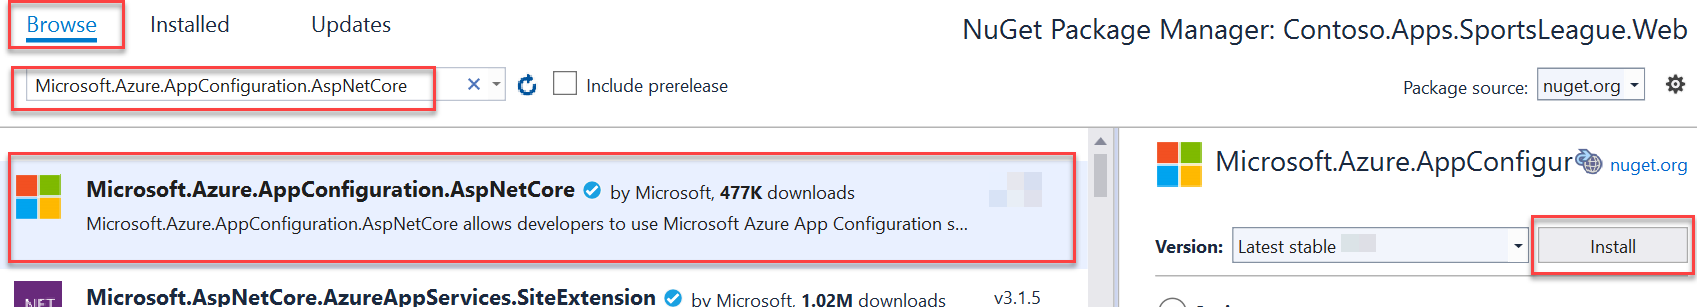 Browse Installed Updates NuGet Package Manager: Contoso.Apps.SportsLeague.Web
Microsoft.Azure.AppConfiguration.AspNetCore Include prerelease Package source: nuget.org
Microsoft.Azure.AppConfiguration.AspNetCore by Microsoft, 477K downloads
Microsoft.Azure.AppConfiguration.AspNetCore allows developers to use Microsoft Azure App Configuration s...
.NET Microsoft.AspNetCore.AzureAppServices.SiteExtension by Microsoft, 1.02M downloads v3.1.5
Microsoft.Azure.AppConfigur nuget.org
Version: Latest stable Install